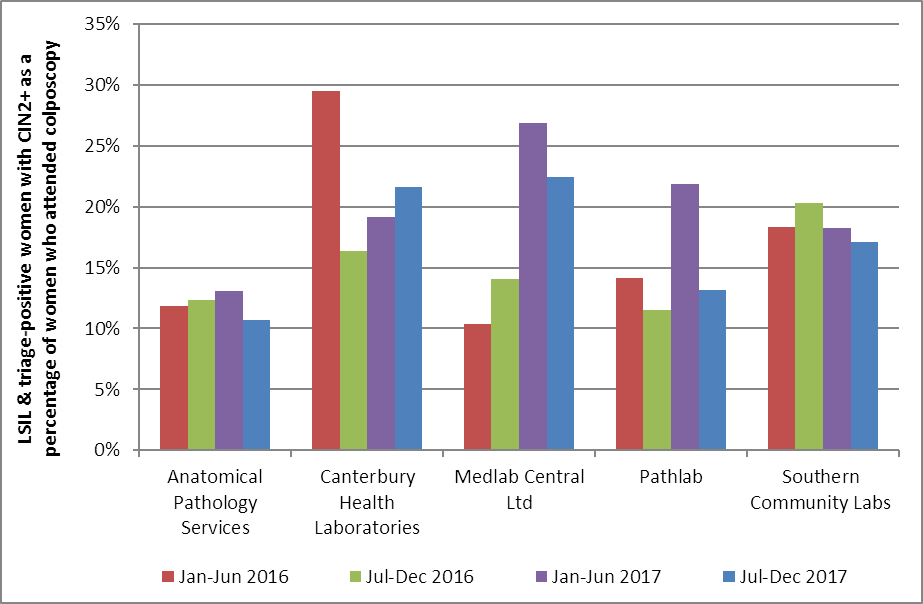 LSIL & triage-positive women with CIN2+ as a
percentage of women who attended colposcopy
35%
30%
25%
20%
15%
10%
5%
0%
Anatomical
Pathology
Services
Canterbury
Health
Laboratories
Medlab Central
Ltd
Pathlab
Southern
Community Labs
Jan-Jun 2016
Jul-Dec 2016
Jan-Jun 2017
Jul-Dec 2017